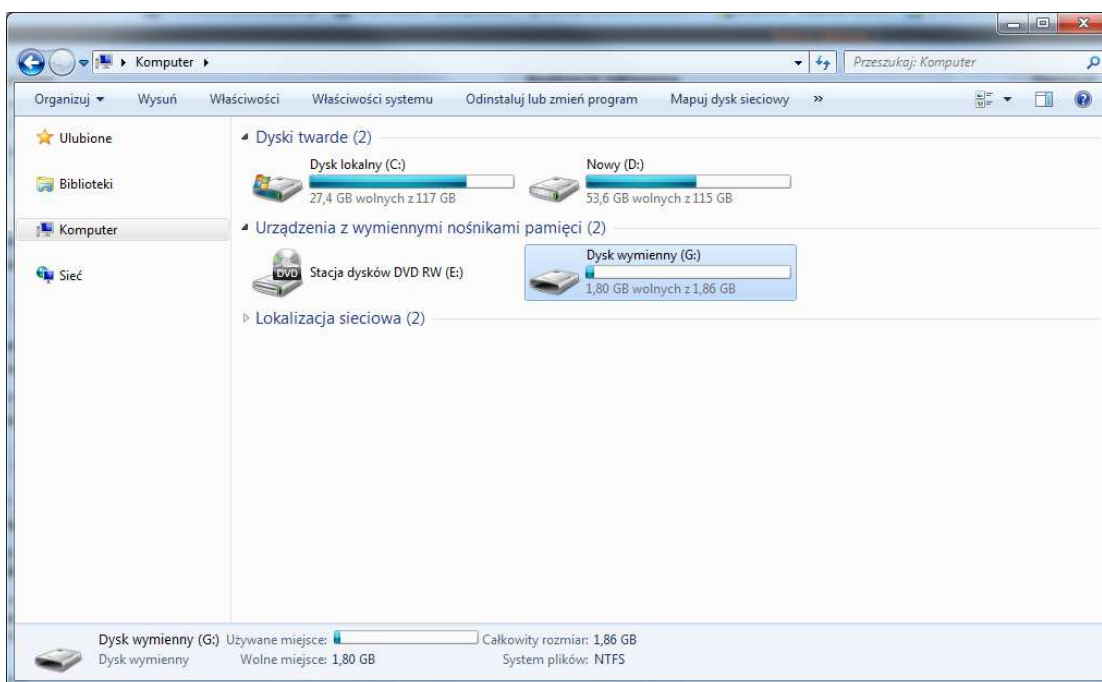 Komputer
Przeszukaj: Komputer
Organizuj Wysuń Właściwości Właściwości systemu Odinstaluj lub zmień program Mapuj dysk sieciowy »
Ulubione
Biblioteki
Komputer
Sieć
Dyski twarde (2)
Dysk lokalny (C:)
27,4 GB wolnych z 117 GB
Nowy (D:)
53,6 GB wolnych z 115 GB
Urządzenia z wymiennymi nośnikami pamięci (2)
DVD
Stacja dysków DVD RW (E:)
Dysk wymienny (G:)
1,80 GB wolnych z 1,86 GB
Lokalizacja sieciowa (2)
Dysk wymienny (G:) Używane miejsce: Całkowity rozmiar: 1,86 GB
Dysk wymienny Wolne miejsce: 1,80 GB System plików: NTFS